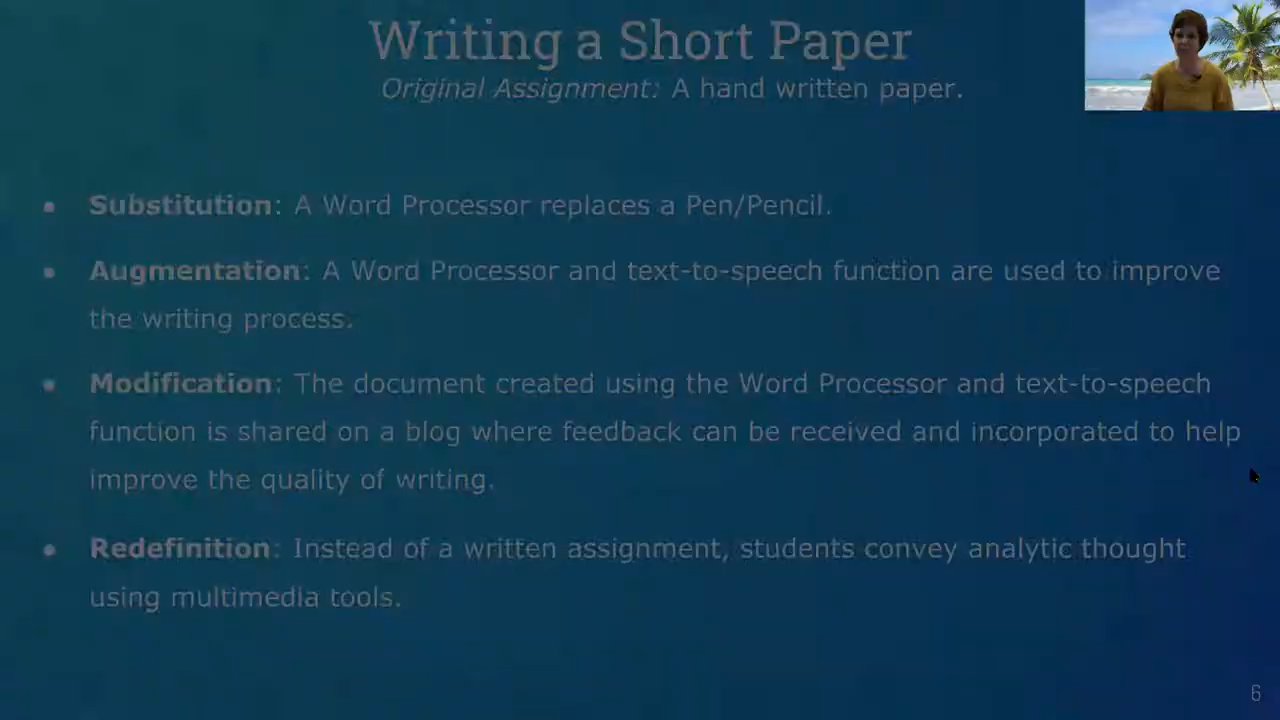 Writing a Short Paper
Original Assignment: A hand written paper.
● Substitution: A Word Processor replaces a Pen/Pencil.
● Augmentation: A Word Processor and text-to-speech function are used to improve
the writing process.
● Modification: The document created using the Word Processor and text-to-speech
function is shared on a blog where feedback can be received and incorporated to help
improve the quality of writing.
● Redefinition: Instead of a written assignment, students convey analytic thought
using multimedia tools.
6